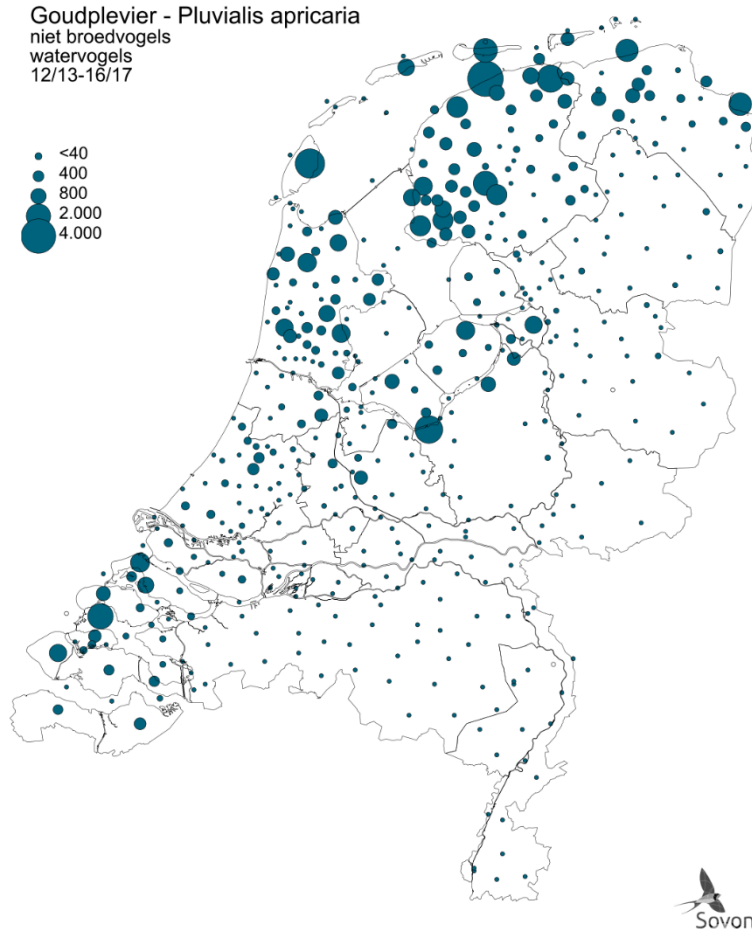 Goudplevier - Pluvialis apricaria
niet broedvogels
watervogels
12/13-16/17
<40
400
800
2.000
4.000
Sovon